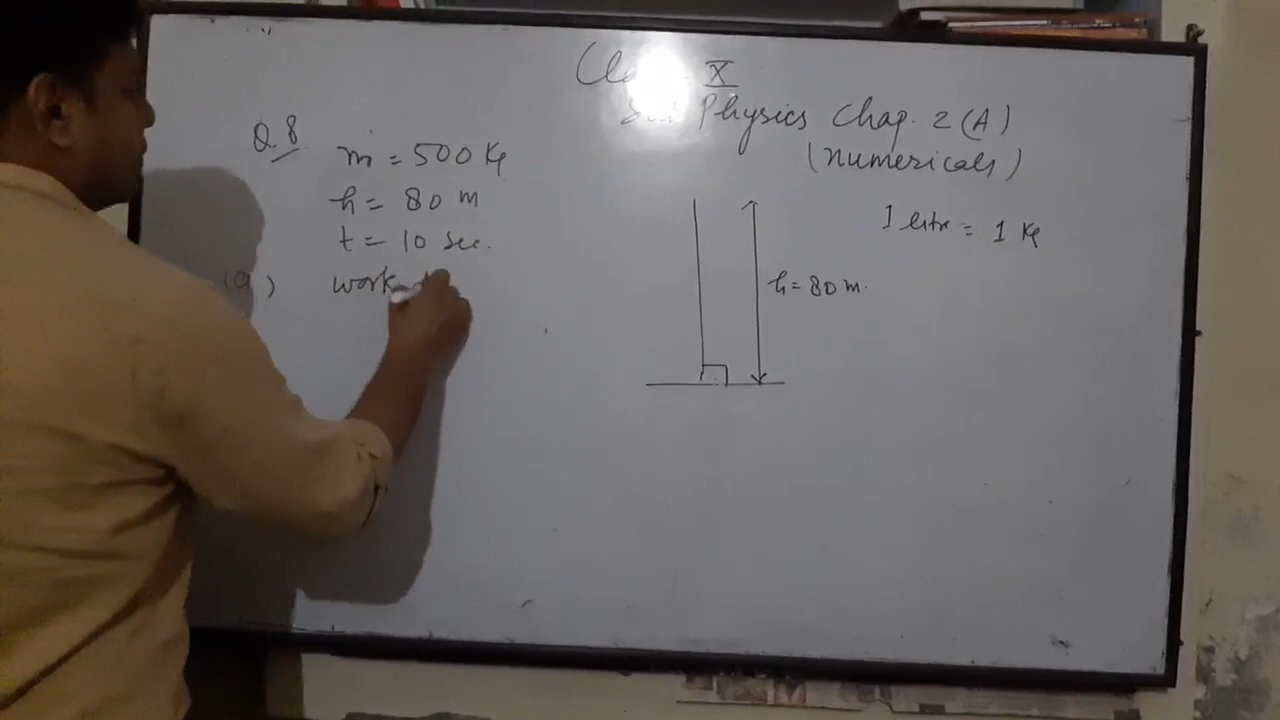 X
Physics Chap. 2 (A)
(numericals)
Q.8
m = 500 Kg
h = 80 m
t = 10 sec.
(a) work
h = 80 m.
1 litre = 1 Kg